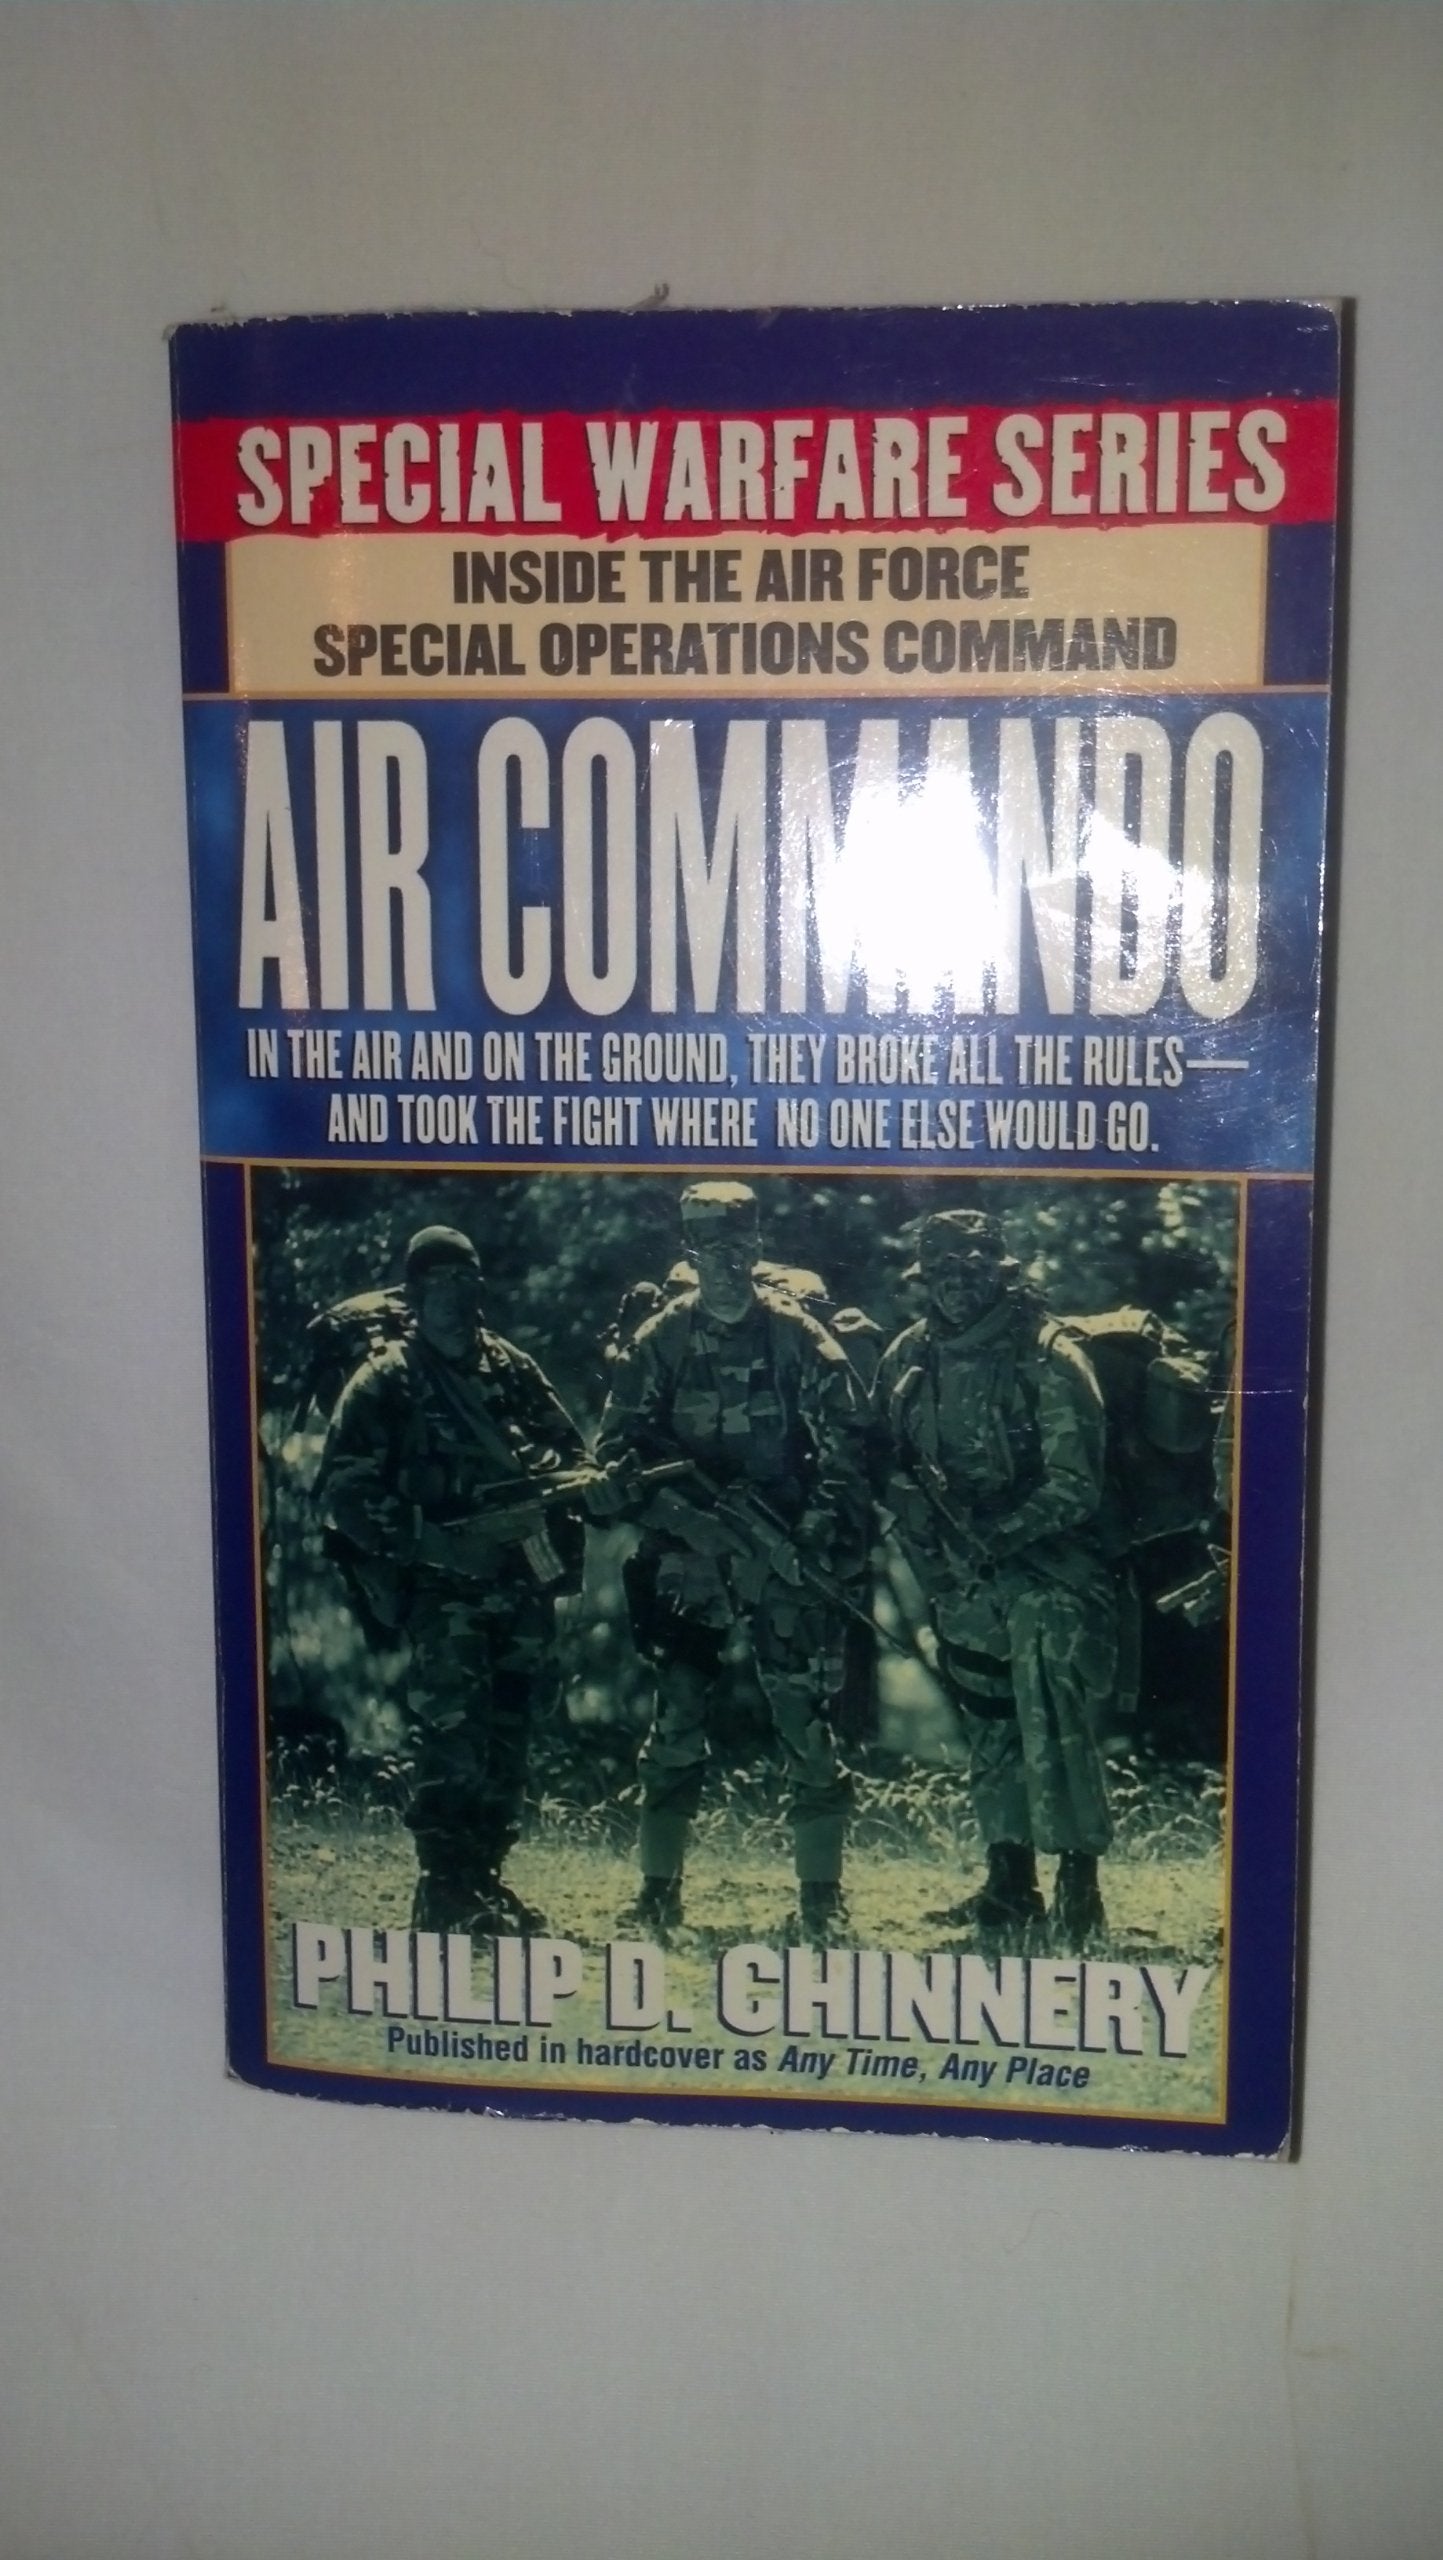 SPECIAL WARFARE SERIES
INSIDE THE AIR FORCE
SPECIAL OPERATIONS COMMAND
AIR COMMANDO
IN THE AIR AND ON THE GROUND, THEY BROKE ALL THE RULES—
AND TOOK THE FIGHT WHERE NO ONE ELSE WOULD GO.
PHILIP D. CHINNERY
Published in hardcover as Any Time, Any Place